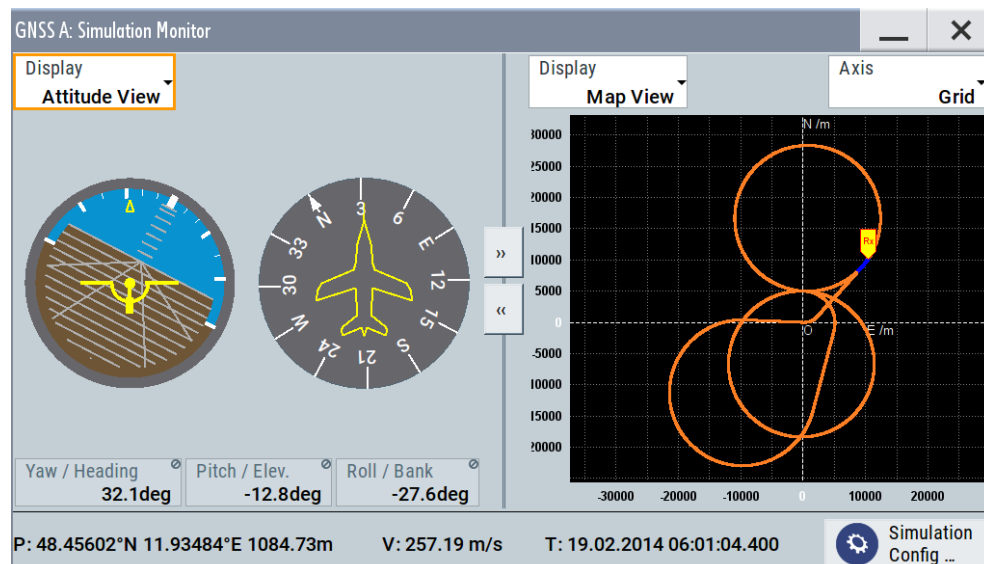 GNSS A: Simulation Monitor
Display
Attitude View
Display
Map View
Axis
Grid
N
3
6
E
12
15
S
21
24
W
30
33
»
«
N /m
30000
25000
20000
15000
10000
5000
0
-5000
10000
15000
20000
Rx
O
E /m
-30000
-20000
-10000
0
10000
20000
Yaw / Heading
32.1deg
Pitch / Elev.
-12.8deg
Roll / Bank
-27.6deg
P: 48.45602°N 11.93484°E 1084.73m
V: 257.19 m/s
T: 19.02.2014 06:01:04.400
Simulation
Config ...